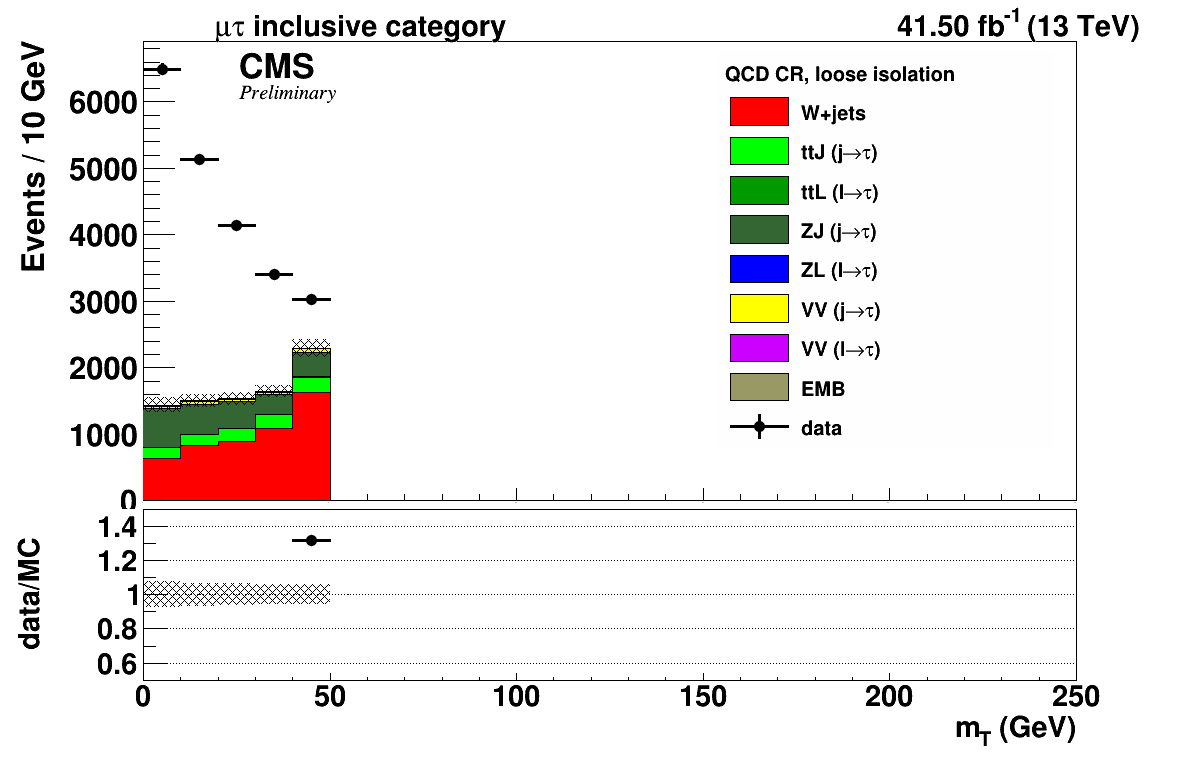 μτ inclusive category
41.50 fb⁻¹ (13 TeV)
CMS
Preliminary
QCD CR, loose isolation
W+jets
ttJ (j→τ)
ttL (l→τ)
ZJ (j→τ)
ZL (l→τ)
VV (j→τ)
VV (l→τ)
EMB
data
Events / 10 GeV
6000
5000
4000
3000
2000
1000
0
data/MC
1.4
1.2
1
0.8
0.6
0 50 100 150 200 250
m_T (GeV)